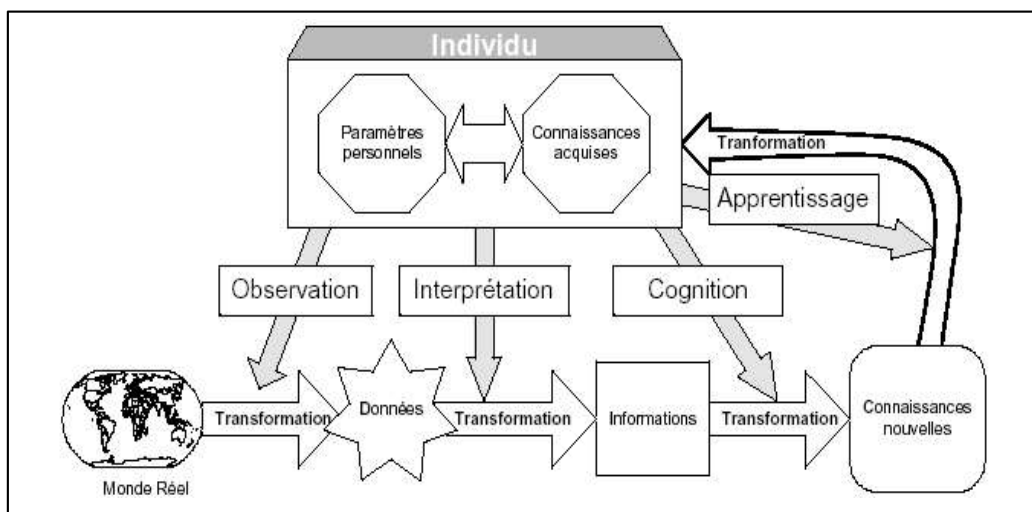 Individu
Paramètres
personnels
Connaissances
acquises
Tranformation
Apprentissage
Observation
Interprétation
Cognition
Transformation
Données
Transformation
Informations
Transformation
Connaissances
nouvelles
Monde Réel